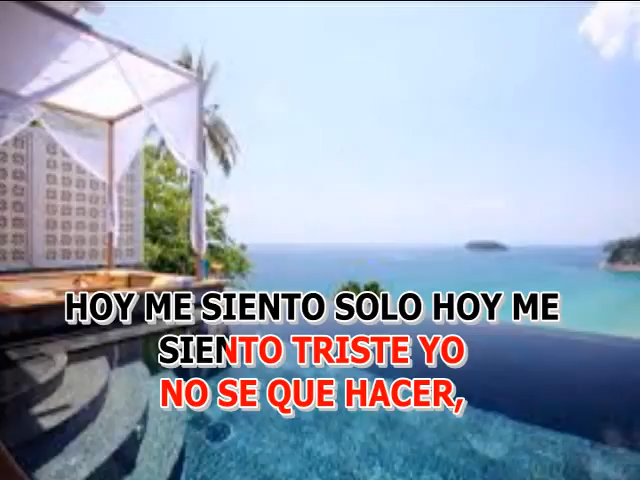 HOY ME SIENTO SOLO HOY ME
SIENTO TRISTE YO
NO SE QUE HACER,